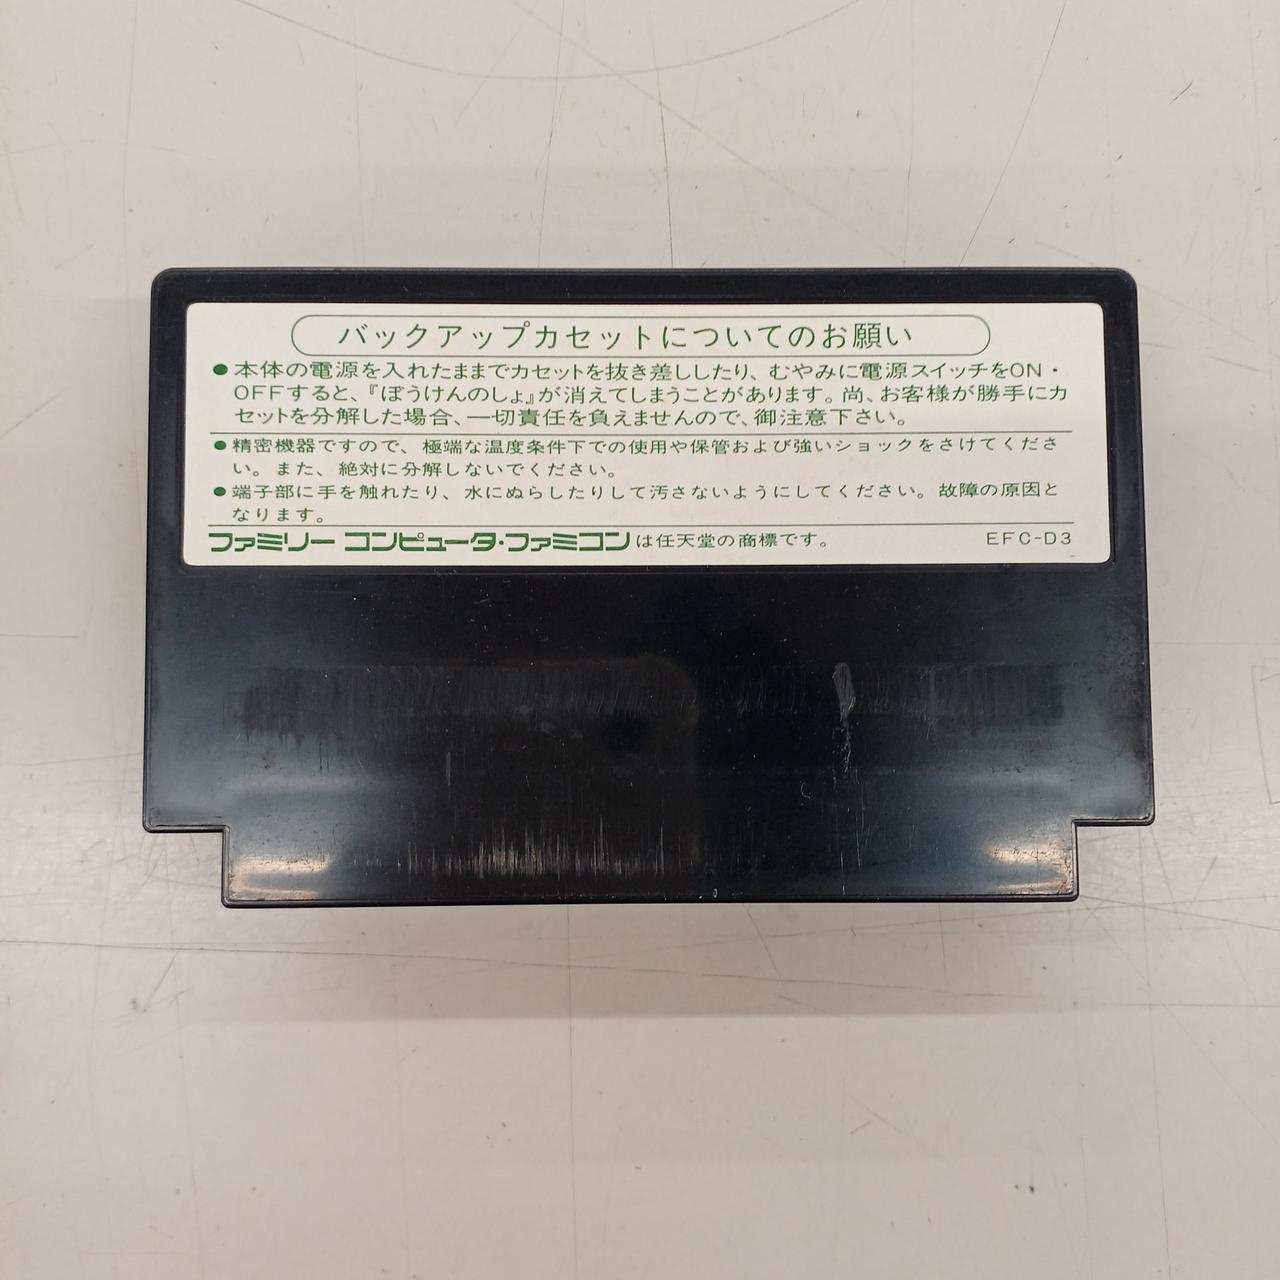 バックアップカセットについてのお願い
●本体の電源を入れたままでカセットを抜き差ししたり、むやみに電源スイッチをON・
OFFすると、『ぼうけんのしょ』が消えてしまうことがあります。尚、お客様が勝手にカ
セットを分解した場合、一切責任を負えませんので、御注意下さい。
●精密機器ですので、極端な温度条件下での使用や保管および強いショックをさけてくださ
い。また、絶対に分解しないでください。
●端子部に手を触れたり、水にぬらしたりして汚さないようにしてください。故障の原因と
なります。
ファミリー コンピュータ・ファミコンは任天堂の商標です。 EFC-D3